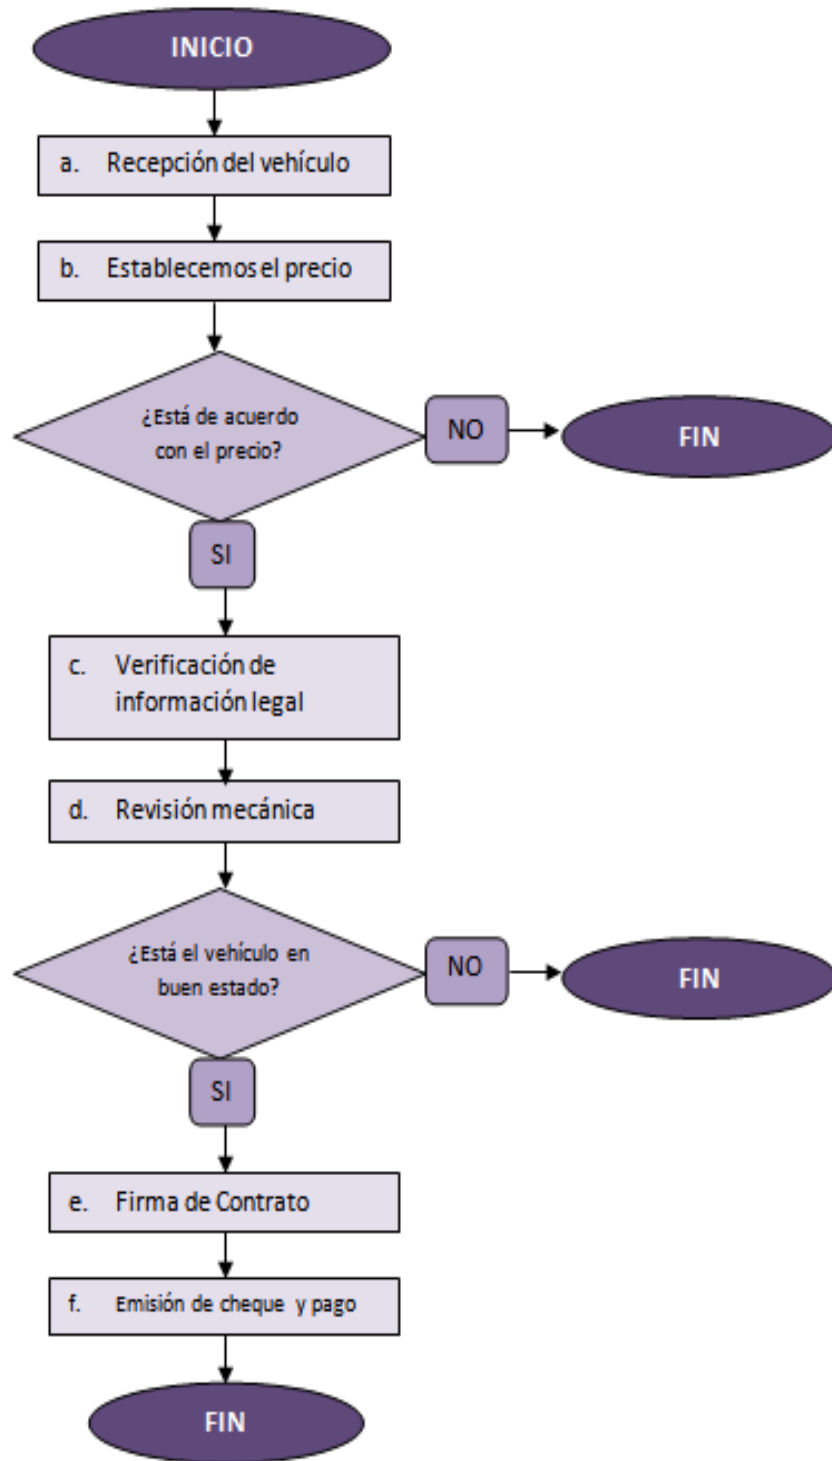 INICIO
a. Recepción del vehículo
b. Establecemos el precio
¿Está de acuerdo
con el precio?
NO
FIN
SI
c. Verificación de
información legal
d. Revisión mecánica
¿Está el vehículo en
buen estado?
NO
FIN
SI
e. Firma de Contrato
f. Emisión de cheque y pago
FIN